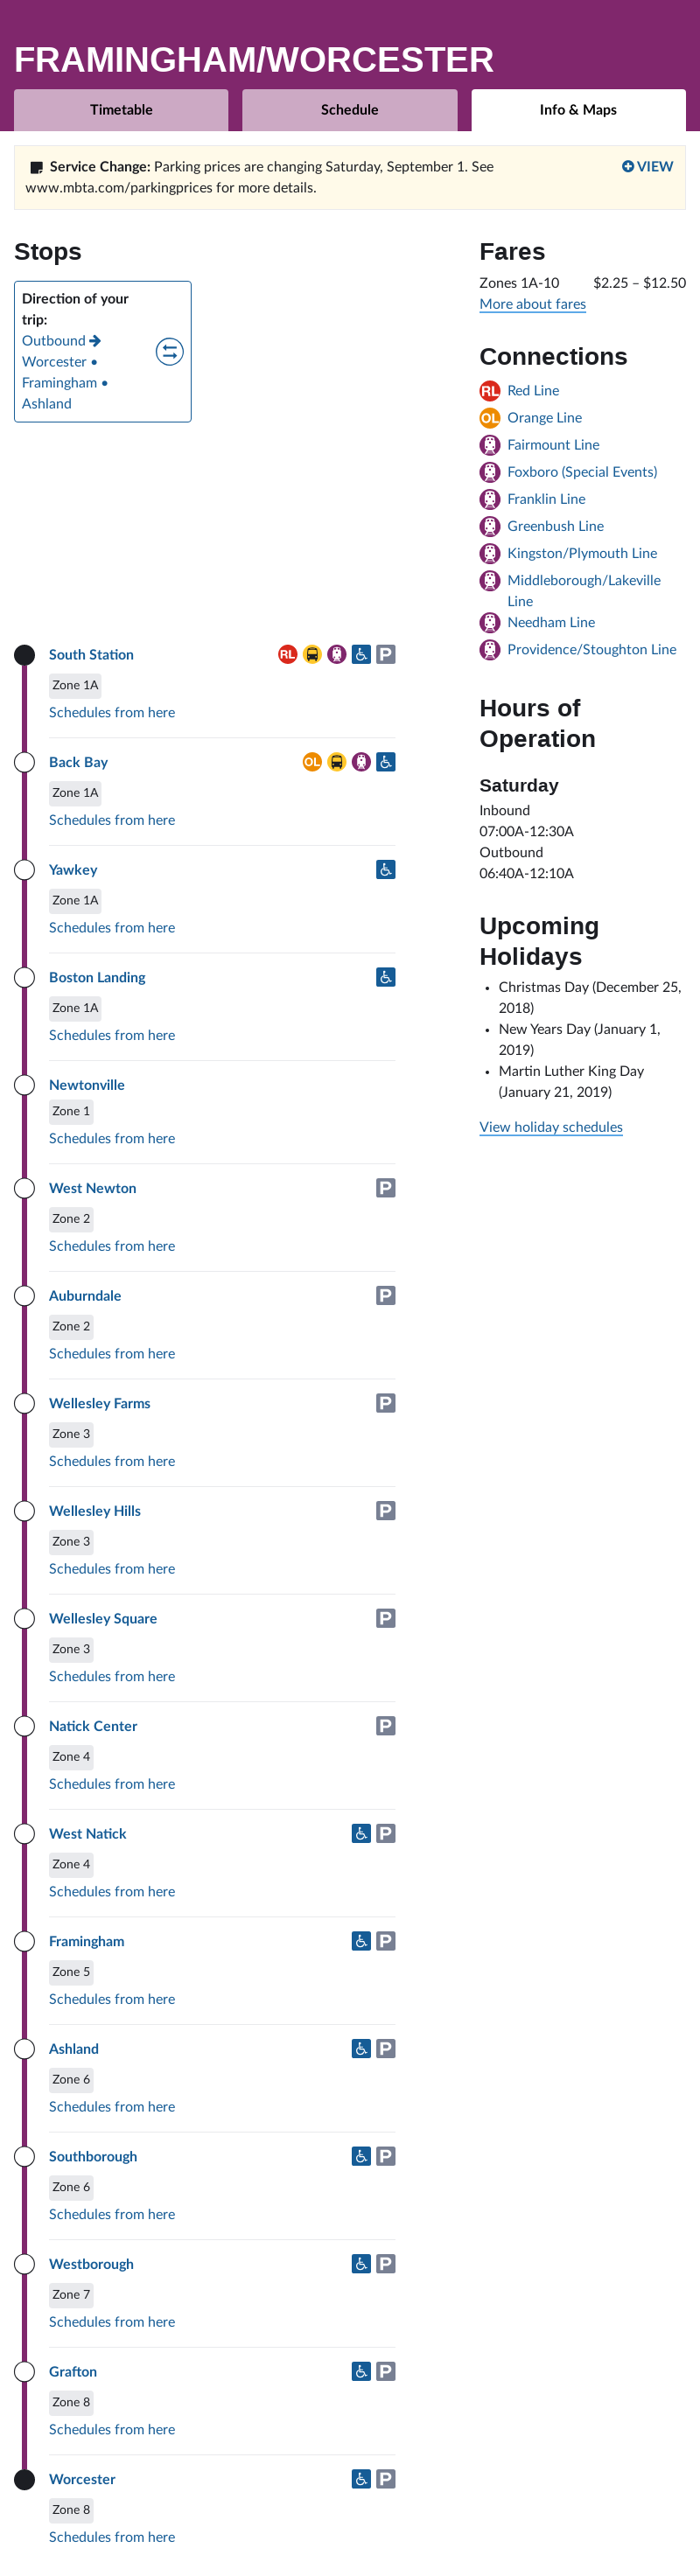 FRAMINGHAM/WORCESTER
Timetable
Schedule
Info & Maps
Service Change: Parking prices are changing Saturday, September 1. See
www.mbta.com/parkingprices for more details.
VIEW
Stops
Direction of your
trip:
Outbound
Worcester •
Framingham •
Ashland
South Station
RL
P
Zone 1A
Schedules from here
Back Bay
OL
Zone 1A
Schedules from here
Yawkey
Zone 1A
Schedules from here
Boston Landing
Zone 1A
Schedules from here
Newtonville
Zone 1
Schedules from here
West Newton
P
Zone 2
Schedules from here
Auburndale
P
Zone 2
Schedules from here
Wellesley Farms
P
Zone 3
Schedules from here
Wellesley Hills
P
Zone 3
Schedules from here
Wellesley Square
P
Zone 3
Schedules from here
Natick Center
P
Zone 4
Schedules from here
West Natick
P
Zone 4
Schedules from here
Framingham
P
Zone 5
Schedules from here
Ashland
P
Zone 6
Schedules from here
Southborough
P
Zone 6
Schedules from here
Westborough
P
Zone 7
Schedules from here
Grafton
P
Zone 8
Schedules from here
Worcester
P
Zone 8
Schedules from here
Fares
Zones 1A-10 $2.25 – $12.50
More about fares
Connections
RL Red Line
OL Orange Line
Fairmount Line
Foxboro (Special Events)
Franklin Line
Greenbush Line
Kingston/Plymouth Line
Middleborough/Lakeville
Line
Needham Line
Providence/Stoughton Line
Hours of
Operation
Saturday
Inbound
07:00A-12:30A
Outbound
06:40A-12:10A
Upcoming
Holidays
• Christmas Day (December 25,
2018)
• New Years Day (January 1,
2019)
• Martin Luther King Day
(January 21, 2019)
View holiday schedules